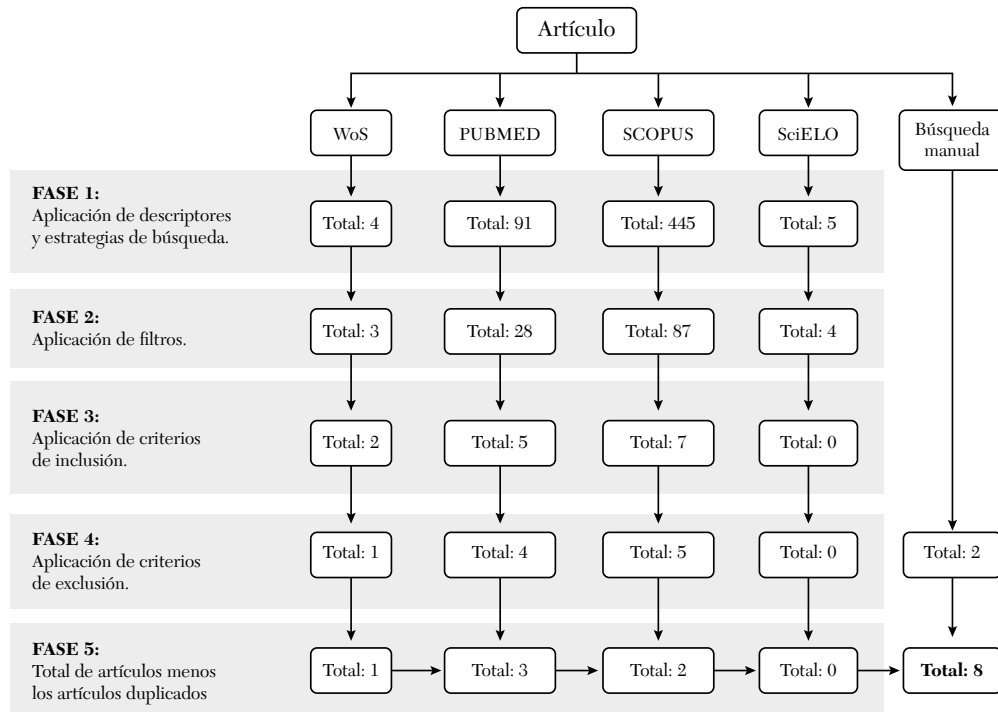 Artículo
WoS
PUBMED
SCOPUS
SciELO
Búsqueda
manual
FASE 1:
Aplicación de descriptores
y estrategias de búsqueda.
Total: 4
Total: 91
Total: 445
Total: 5
FASE 2:
Aplicación de filtros.
Total: 3
Total: 28
Total: 87
Total: 4
FASE 3:
Aplicación de criterios
de inclusión.
Total: 2
Total: 5
Total: 7
Total: 0
FASE 4:
Aplicación de criterios
de exclusión.
Total: 1
Total: 4
Total: 5
Total: 0
Total: 2
FASE 5:
Total de artículos menos
los artículos duplicados
Total: 1
Total: 3
Total: 2
Total: 0
Total: 8